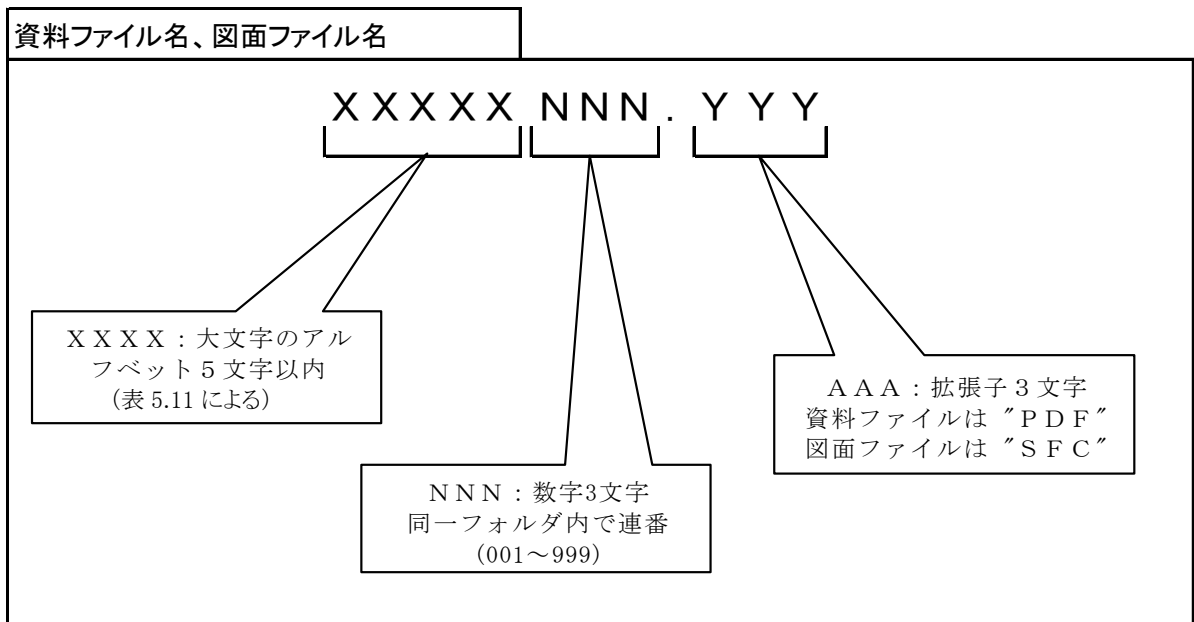 資料ファイル名、図面ファイル名
ＸＸＸＸＸ ＮＮＮ．ＹＹＹ
ＸＸＸＸ：大文字のアル
ファベット５文字以内
(表 5.11 による)
ＡＡＡ：拡張子３文字
資料ファイルは〝ＰＤＦ〞
図面ファイルは〝ＳＦＣ〞
ＮＮＮ：数字3文字
同一フォルダ内で連番
(001～999)